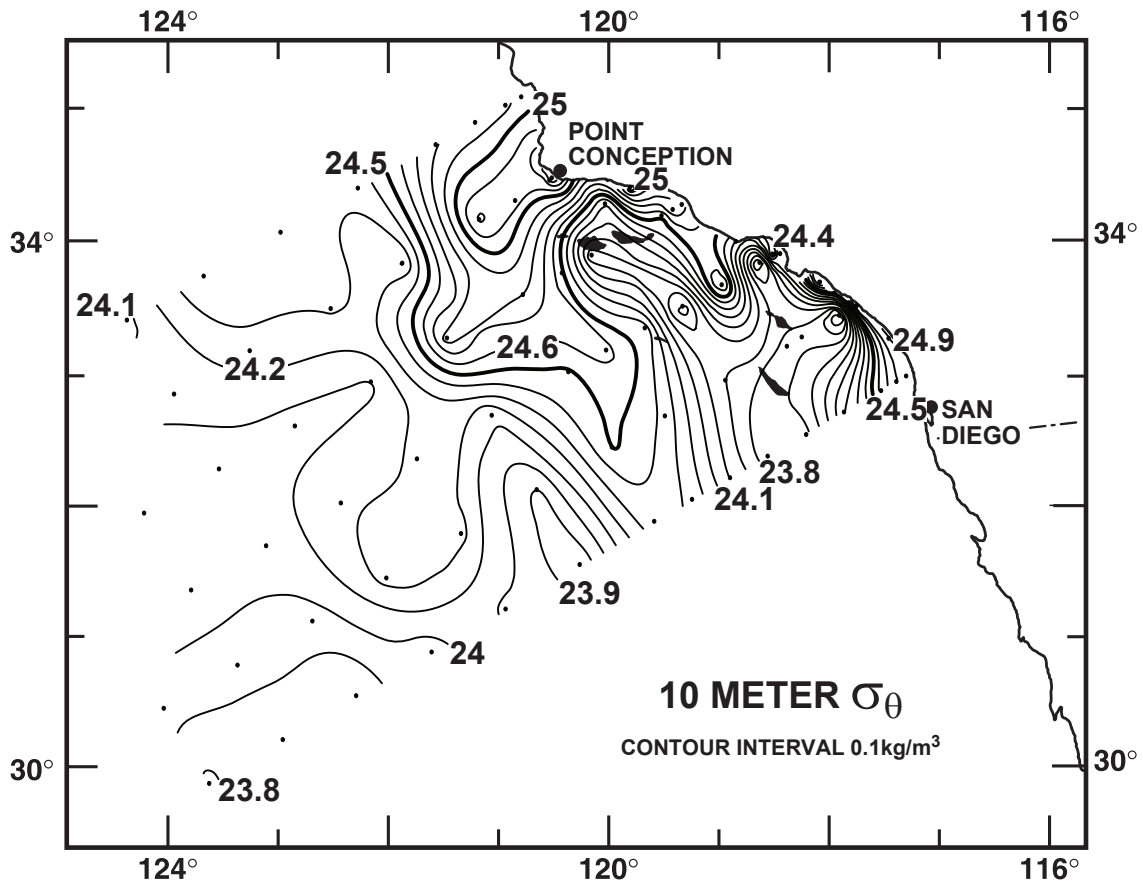 124° 120° 116°
25
POINT
CONCEPTION
24.5
25
34° 24.4 34°
24.1
24.6 24.9
24.2
24.5 SAN
DIEGO
23.8
24.1
23.9
24
10 METER σθ
CONTOUR INTERVAL 0.1kg/m³
30° 30°
23.8
124° 120° 116°